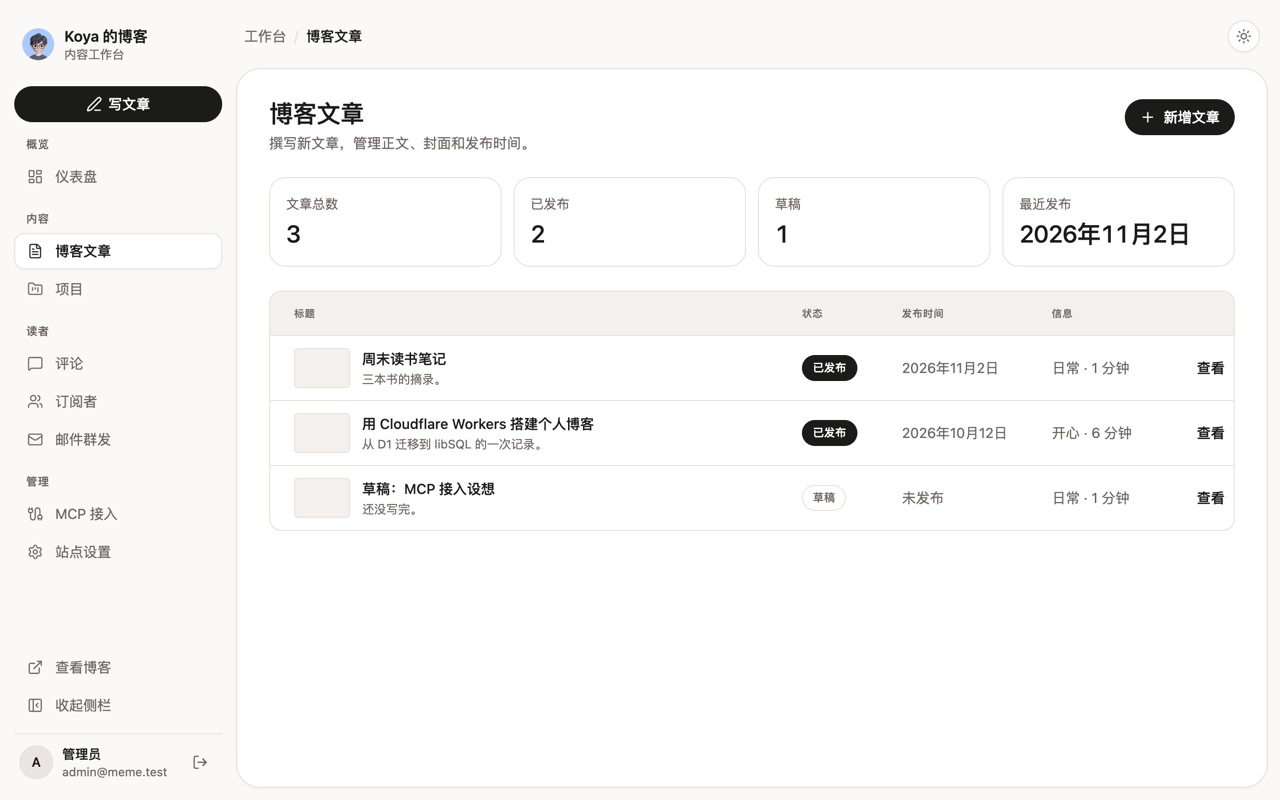 Koya 的博客
内容工作台
写文章
概览
仪表盘
内容
博客文章
项目
读者
评论
订阅者
邮件群发
管理
MCP 接入
站点设置
查看博客
收起侧栏
A
管理员
admin@meme.test
工作台 / 博客文章
博客文章
撰写新文章，管理正文、封面和发布时间。
新增文章
文章总数
3
已发布
2
草稿
1
最近发布
2026年11月2日
标题 状态 发布时间 信息
周末读书笔记
三本书的摘录。
已发布 2026年11月2日 日常 · 1 分钟 查看
用 Cloudflare Workers 搭建个人博客
从 D1 迁移到 libSQL 的一次记录。
已发布 2026年10月12日 开心 · 6 分钟 查看
草稿：MCP 接入设想
还没写完。
草稿 未发布 日常 · 1 分钟 查看